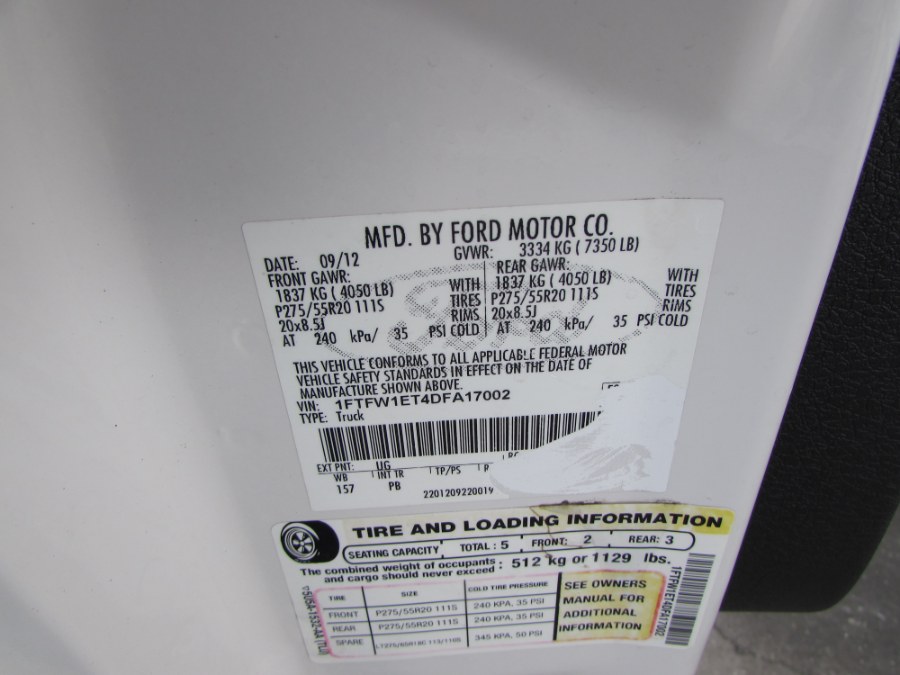 MFD. BY FORD MOTOR CO.
DATE: 09/12 GVWR: 3334 KG ( 7350 LB)
FRONT GAWR: REAR GAWR:
1837 KG ( 4050 LB) WITH 1837 KG ( 4050 LB) WITH
P275/55R20 111S TIRES P275/55R20 111S TIRES
20x8.5J RIMS 20x8.5J RIMS
AT 240 kPa/ 35 PSI COLD AT 240 kPa/ 35 PSI COLD
THIS VEHICLE CONFORMS TO ALL APPLICABLE FEDERAL MOTOR
VEHICLE SAFETY STANDARDS IN EFFECT ON THE DATE OF
MANUFACTURE SHOWN ABOVE.
VIN: 1FTFW1ET4DFA17002
TYPE: Truck
EXT PNT: UG
WB INT TR TP/PS R
157 PB
2201209220019
TIRE AND LOADING INFORMATION
SEATING CAPACITY TOTAL : 5 FRONT: 2 REAR: 3
The combined weight of occupants
and cargo should never exceed : 512 kg or 1129 lbs.
TIRE SIZE COLD TIRE PRESSURE
FRONT P275/55R20 111S 240 KPA, 35 PSI
REAR P275/55R20 111S 240 KPA, 35 PSI
SPARE 345 KPA, 50 PSI
SEE OWNERS
MANUAL FOR
ADDITIONAL
INFORMATION
1FTFW1ET4DFA17002